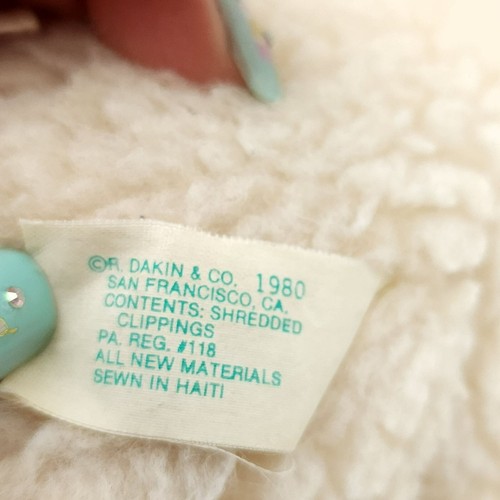 ©R. DAKIN & CO. 1980
SAN FRANCISCO, CA.
CONTENTS: SHREDDED
CLIPPINGS
PA. REG. #118
ALL NEW MATERIALS
SEWN IN HAITI